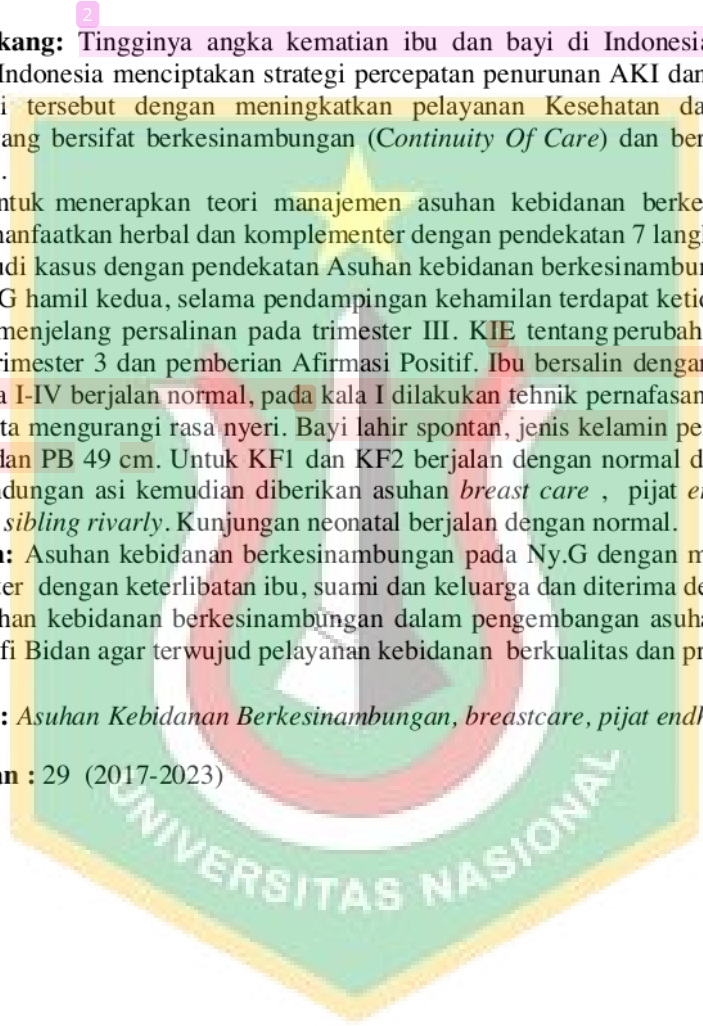 2
kang: Tingginya angka kematian ibu dan bayi di Indonesia
Indonesia menciptakan strategi percepatan penurunan AKI dan
i tersebut dengan meningkatkan pelayanan Kesehatan da
ang bersifat berkesinambungan (Continuity Of Care) dan ber
.
ntuk menerapkan teori manajemen asuhan kebidanan berke
nanfaatkan herbal dan komplementer dengan pendekatan 7 lang
udi kasus dengan pendekatan Asuhan kebidanan berkesinambu
G hamil kedua, selama pendampingan kehamilan terdapat ketid
menjelang persalinan pada trimester III. KIE tentang perubah
rimester 3 dan pemberian Afirmasi Positif. Ibu bersalin dengan
a I-IV berjalan normal, pada kala I dilakukan tehnik pernafasan
ta mengurangi rasa nyeri. Bayi lahir spontan, jenis kelamin pe
dan PB 49 cm. Untuk KF1 dan KF2 berjalan dengan normal d
ndungan asi kemudian diberikan asuhan breast care , pijat e
sibling rivarly. Kunjungan neonatal berjalan dengan normal.
n: Asuhan kebidanan berkesinambungan pada Ny.G dengan m
ter dengan keterlibatan ibu, suami dan keluarga dan diterima de
han kebidanan berkesinambungan dalam pengembangan asuha
fi Bidan agar terwujud pelayanan kebidanan berkualitas dan pr
: Asuhan Kebidanan Berkesinambungan, breastcare, pijat endh
an : 29 (2017-2023)
UNIVERSITAS NASIONAL